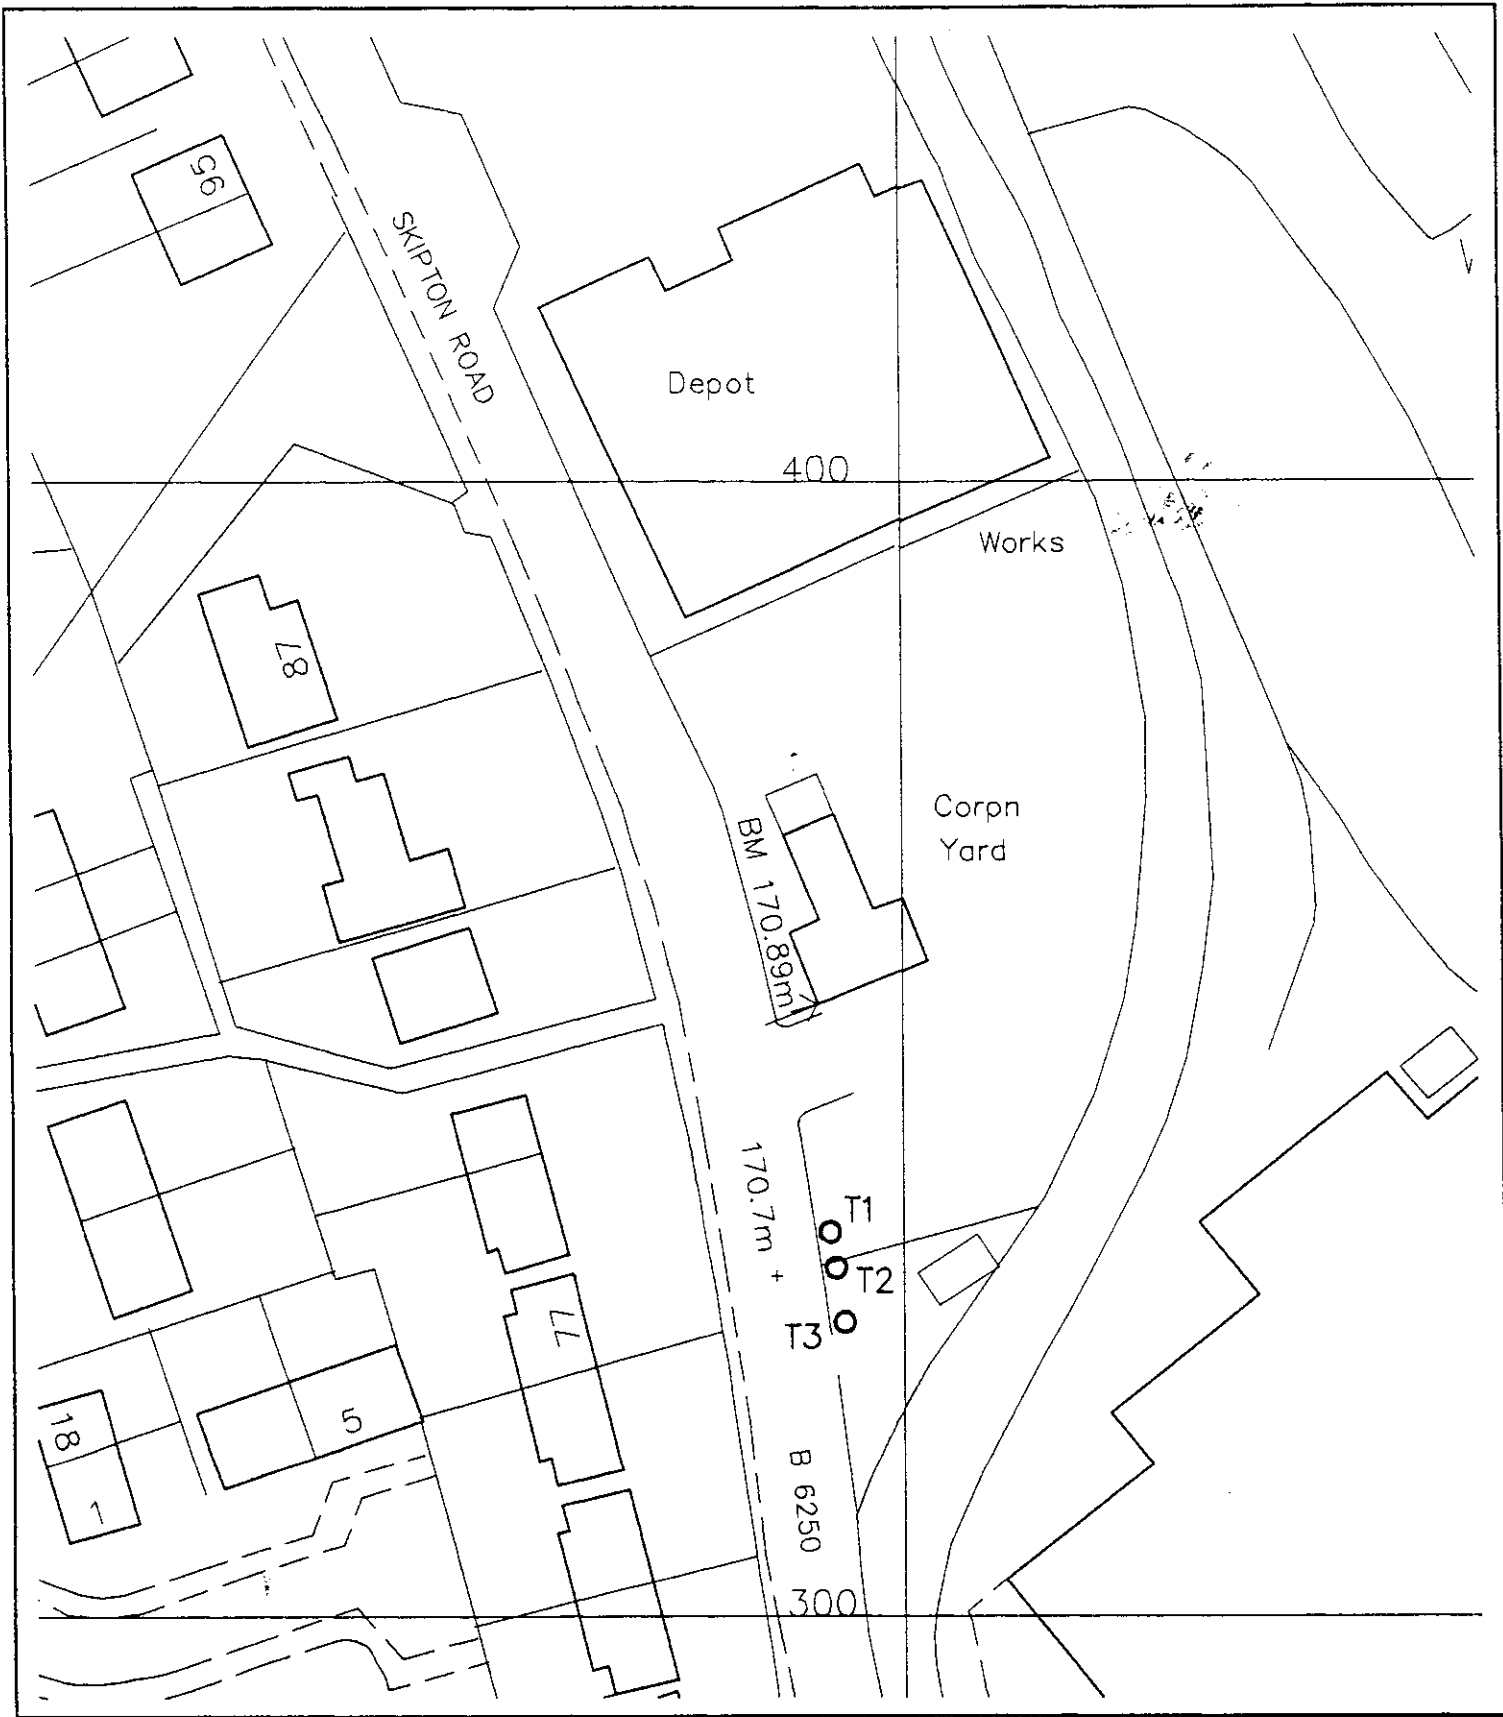 95
SKIPTON ROAD
Depot
400
Works
87
Corpn
Yard
BM 170.89m
170.7m +
T1
T2
T3
77
5
18
1
B 6250
300